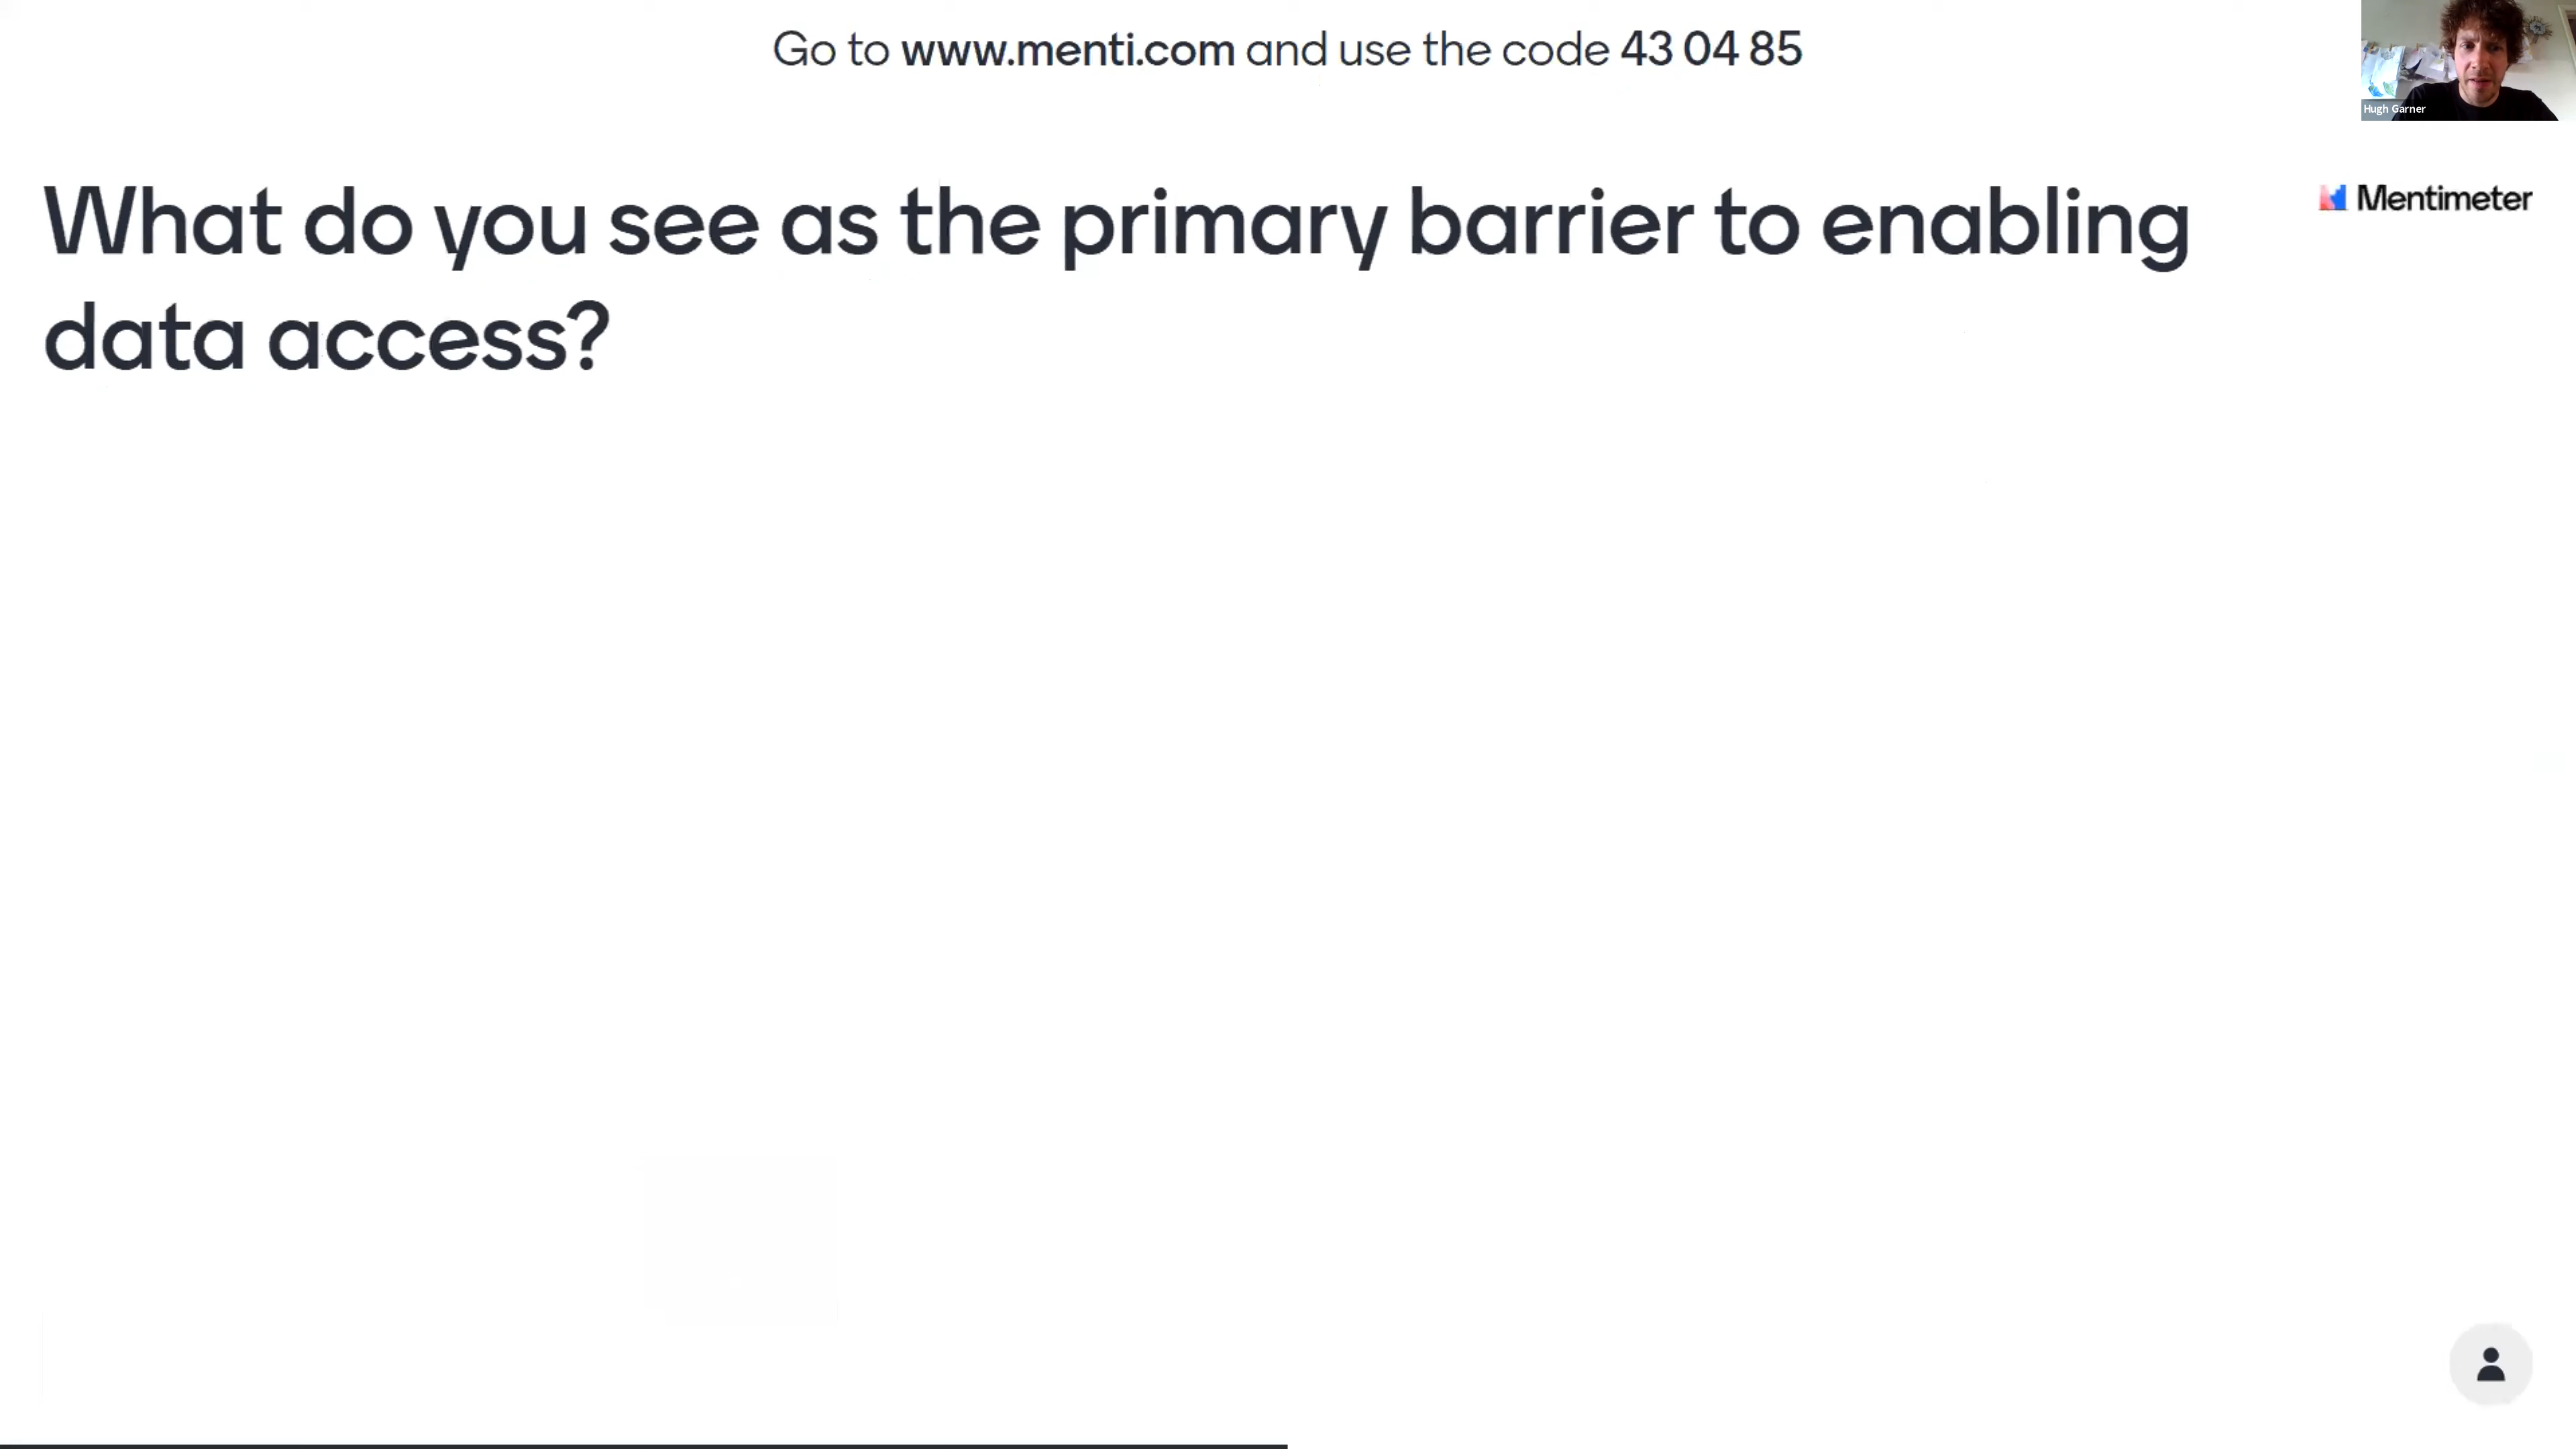 Go to www.menti.com and use the code 43 04 85
Hugh Garner
Mentimeter
What do you see as the primary barrier to enabling
data access?